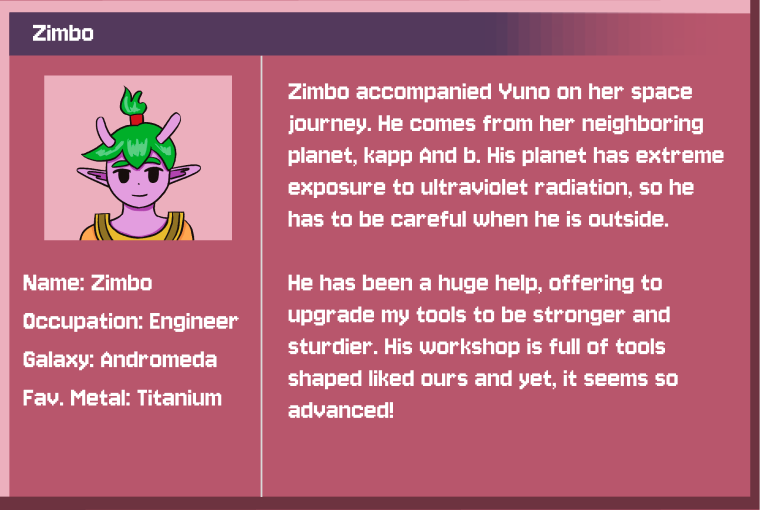 Zimbo
Name: Zimbo
Occupation: Engineer
Galaxy: Andromeda
Fav. Metal: Titanium
Zimbo accompanied Yuno on her space
journey. He comes from her neighboring
planet, kapp And b. His planet has extreme
exposure to ultraviolet radiation, so he
has to be careful when he is outside.
He has been a huge help, offering to
upgrade my tools to be stronger and
sturdier. His workshop is full of tools
shaped liked ours and yet, it seems so
advanced!